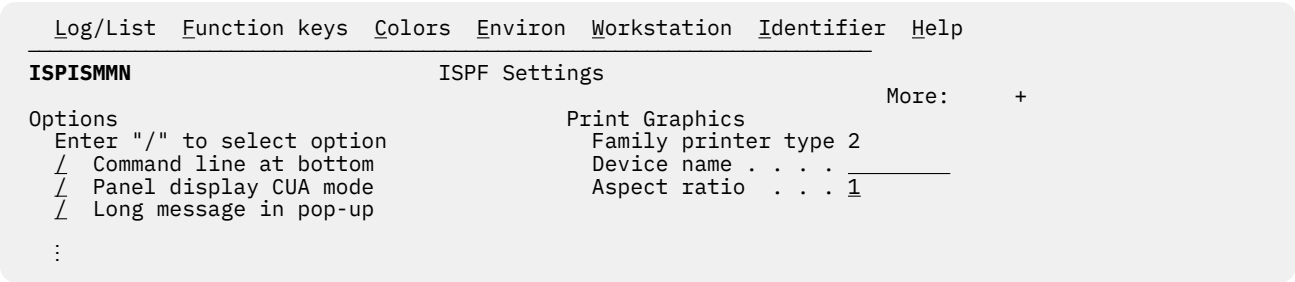 Log/List Function keys Colors Environ Workstation Identifier Help
ISPISMMN ISPF Settings
More: +
Options Print Graphics
Enter "/" to select option Family printer type 2
/ Command line at bottom Device name . . . . ________
/ Panel display CUA mode Aspect ratio . . . 1
/ Long message in pop-up
⋮